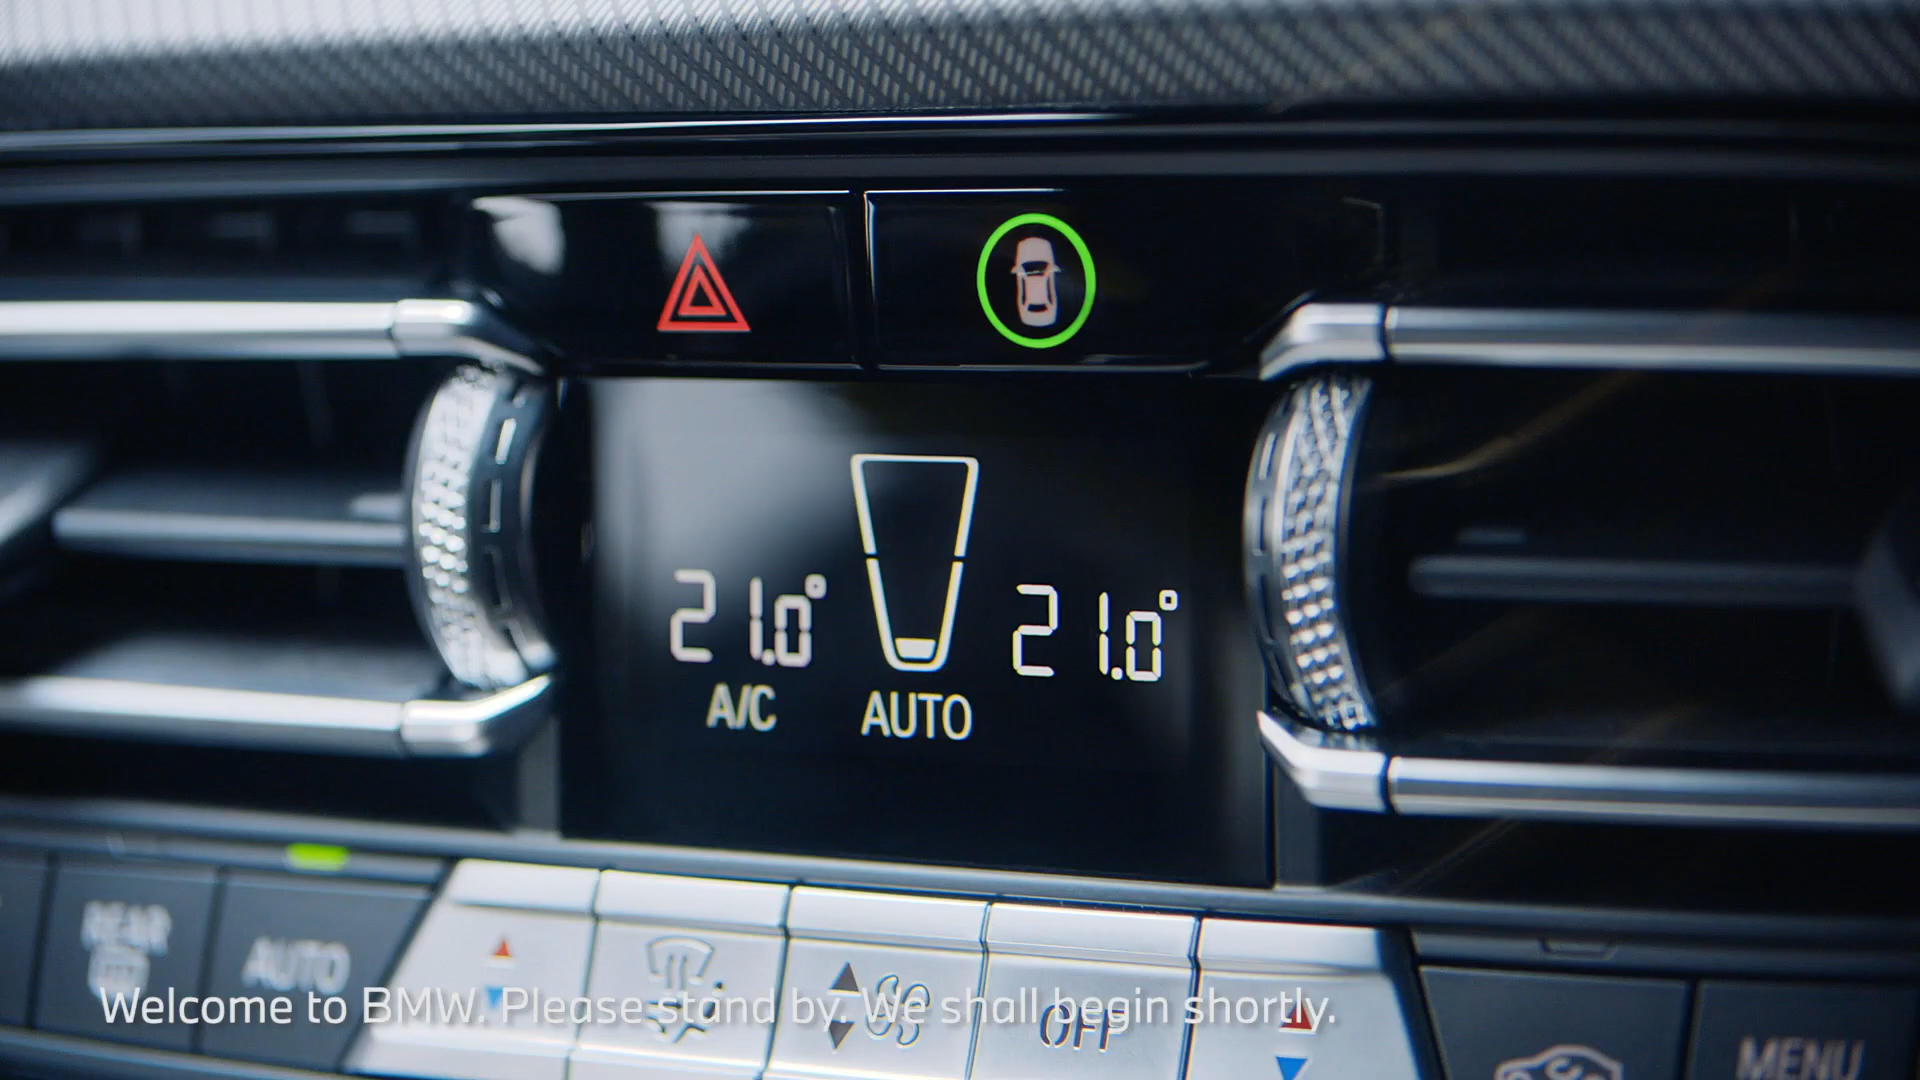 21.0° 21.0°
A/C AUTO
REAR
AUTO
OFF
MENU
Welcome to BMW. Please stand by. We shall begin shortly.